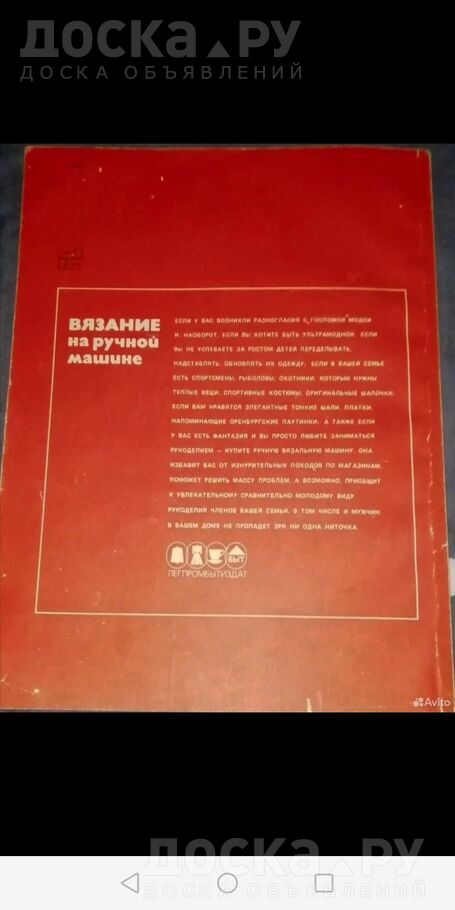 ДОСКА.РУ
ДОСКА ОБЪЯВЛЕНИЙ
ВЯЗАНИЕ
на ручной
машине
ЕСЛИ У ВАС ВОЗНИКЛИ РАЗНОГЛАСИЯ С „ГОСПОЖОЙ МОДОЙ"
И, НАОБОРОТ, ЕСЛИ ВЫ ХОТИТЕ БЫТЬ УЛЬТРАМОДНОЙ; ЕСЛИ
ВЫ НЕ УСПЕВАЕТЕ ЗА РОСТОМ ДЕТЕЙ ПЕРЕДЕЛЫВАТЬ,
НАДСТАВЛЯТЬ, ОБНОВЛЯТЬ ИХ ОДЕЖДУ; ЕСЛИ В ВАШЕЙ СЕМЬЕ
ЕСТЬ СПОРТСМЕНЫ, РЫБОЛОВЫ, ОХОТНИКИ, КОТОРЫМ НУЖНЫ
ТЕПЛЫЕ ВЕЩИ, СПОРТИВНЫЕ КОСТЮМЫ, ОРИГИНАЛЬНЫЕ ШАПОЧКИ;
ЕСЛИ ВАМ НРАВЯТСЯ ЭЛЕГАНТНЫЕ ТОНКИЕ ШАЛИ, ПЛАТКИ,
НАПОМИНАЮЩИЕ ОРЕНБУРГСКИЕ ПАУТИНКИ; А ТАКЖЕ ЕСЛИ
У ВАС ЕСТЬ ФАНТАЗИЯ И ВЫ ПРОСТО ЛЮБИТЕ ЗАНИМАТЬСЯ
РУКОДЕЛИЕМ — КУПИТЕ РУЧНУЮ ВЯЗАЛЬНУЮ МАШИНУ: ОНА
ИЗБАВИТ ВАС ОТ ИЗНУРИТЕЛЬНЫХ ПОХОДОВ ПО МАГАЗИНАМ,
ПОМОЖЕТ РЕШИТЬ МАССУ ПРОБЛЕМ, А ВОЗМОЖНО, ПРИОБЩИТ
К УВЛЕКАТЕЛЬНОМУ СРАВНИТЕЛЬНО МОЛОДОМУ ВИДУ
РУКОДЕЛИЯ ЧЛЕНОВ ВАШЕЙ СЕМЬИ, В ТОМ ЧИСЛЕ И МУЖЧИН.
В ВАШЕМ ДОМЕ НЕ ПРОПАДЕТ ЗРЯ НИ ОДНА НИТОЧКА.
БЫТ
ЛЕГПРОМБЫТИЗДАТ
Avito
ДОСКА.РУ
ДОСКА ОБЪЯВЛЕНИЙ